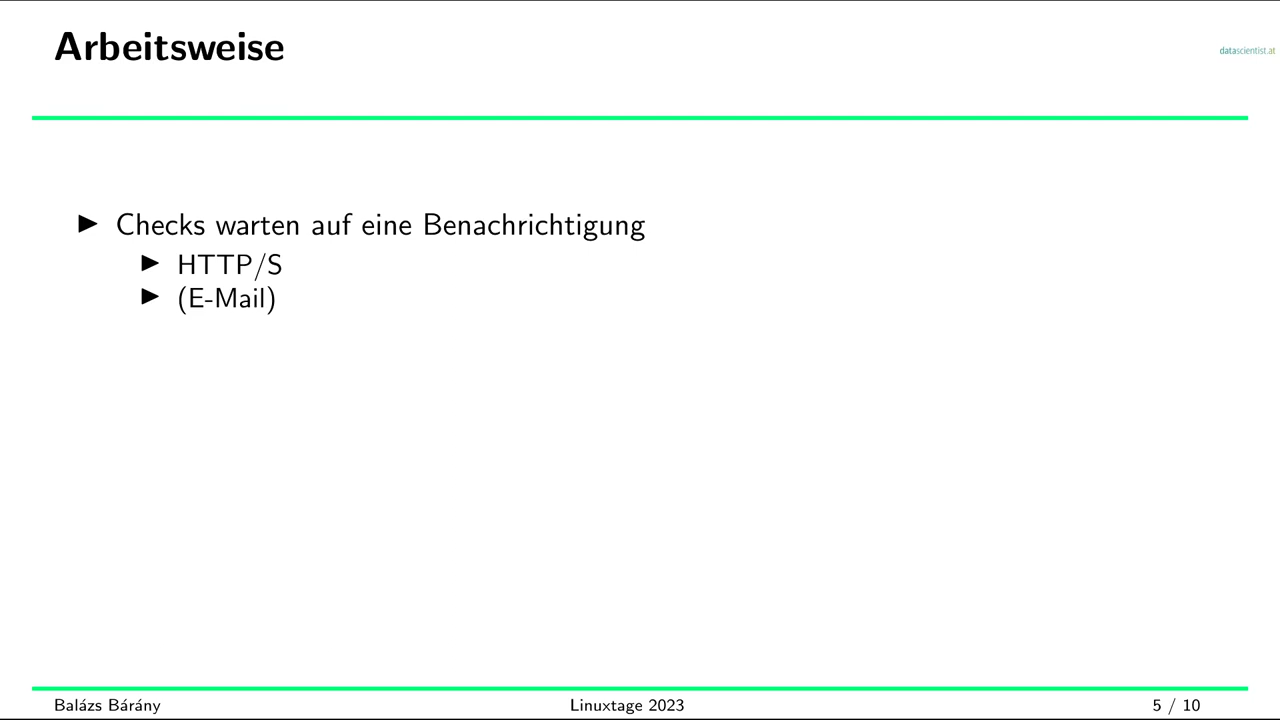 Arbeitsweise
datascientist.at
▶ Checks warten auf eine Benachrichtigung
▶ HTTP/S
▶ (E-Mail)
Balázs Bárány
Linuxtage 2023
5 / 10